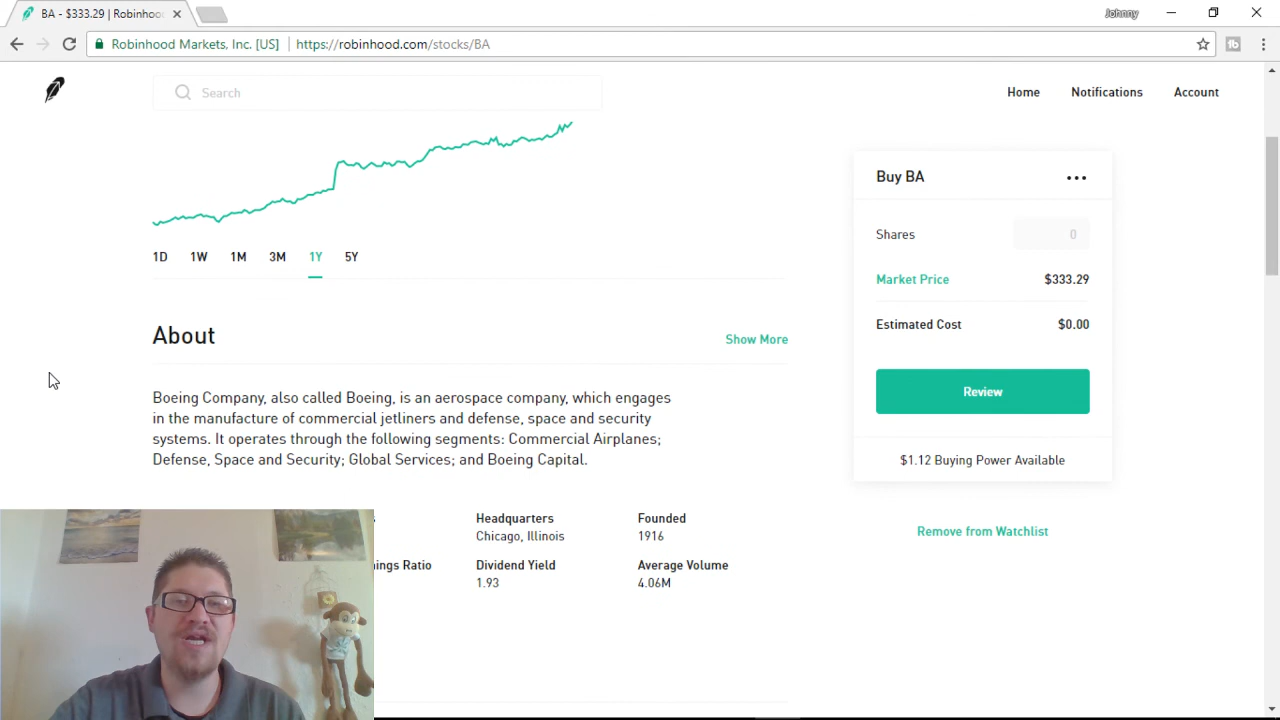 BA - $333.29 | Robinhoo
Johnny
Robinhood Markets, Inc. [US] https://robinhood.com/stocks/BA
Search
Home Notifications Account
1D 1W 1M 3M 1Y 5Y
About
Show More
Boeing Company, also called Boeing, is an aerospace company, which engages
in the manufacture of commercial jetliners and defense, space and security
systems. It operates through the following segments: Commercial Airplanes;
Defense, Space and Security; Global Services; and Boeing Capital.
Headquarters
Chicago, Illinois
Founded
1916
ings Ratio
Dividend Yield
1.93
Average Volume
4.06M
Buy BA
Shares 0
Market Price $333.29
Estimated Cost $0.00
Review
$1.12 Buying Power Available
Remove from Watchlist